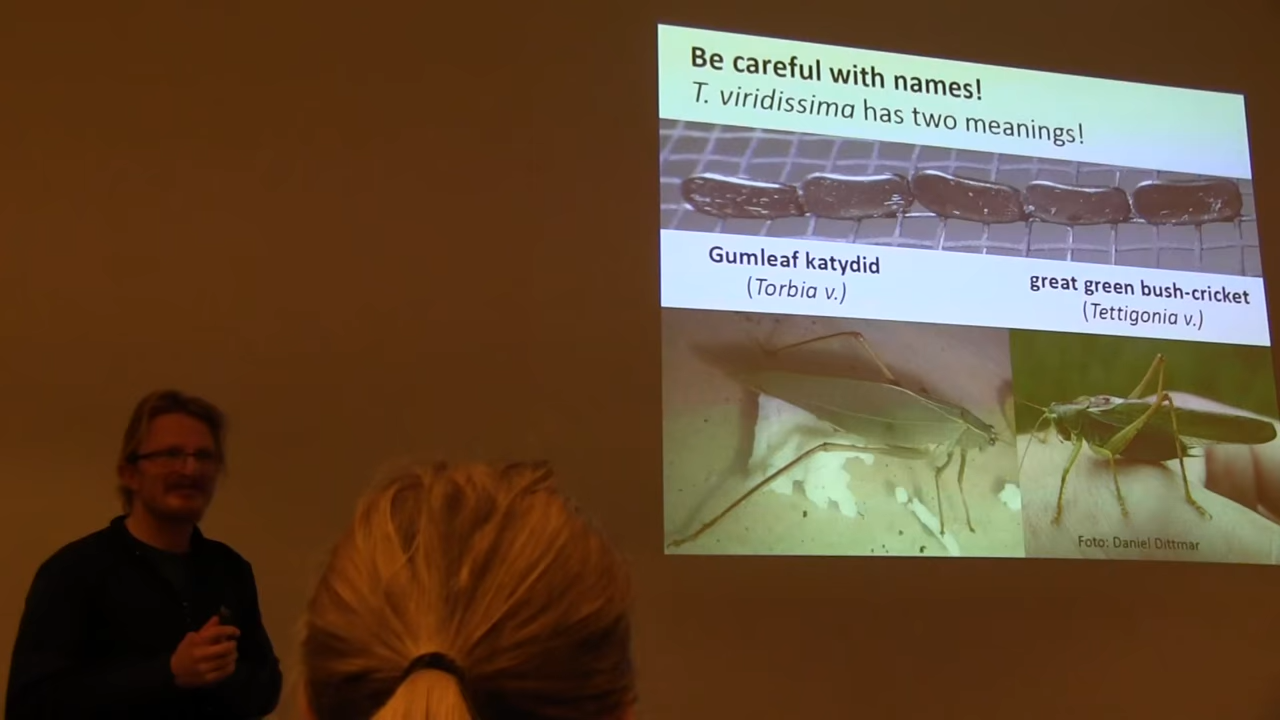 Be careful with names!
T. viridissima has two meanings!
Gumleaf katydid
(Torbia v.)
great green bush-cricket
(Tettigonia v.)
Foto: Daniel Dittmar